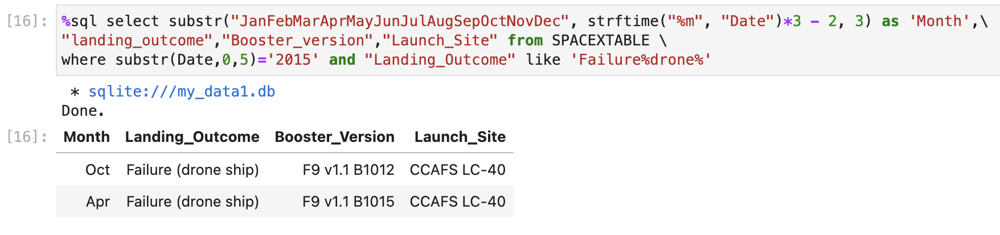 [16]: %sql select substr("JanFebMarAprMayJunJulAugSepOctNovDec", strftime("%m", "Date")*3 - 2, 3) as 'Month',\
"landing_outcome","Booster_version","Launch_Site" from SPACEXTABLE \
where substr(Date,0,5)='2015' and "Landing_Outcome" like 'Failure%drone%'
* sqlite:///my_data1.db
Done.
[16]: Month Landing_Outcome Booster_Version Launch_Site
Oct Failure (drone ship) F9 v1.1 B1012 CCAFS LC-40
Apr Failure (drone ship) F9 v1.1 B1015 CCAFS LC-40